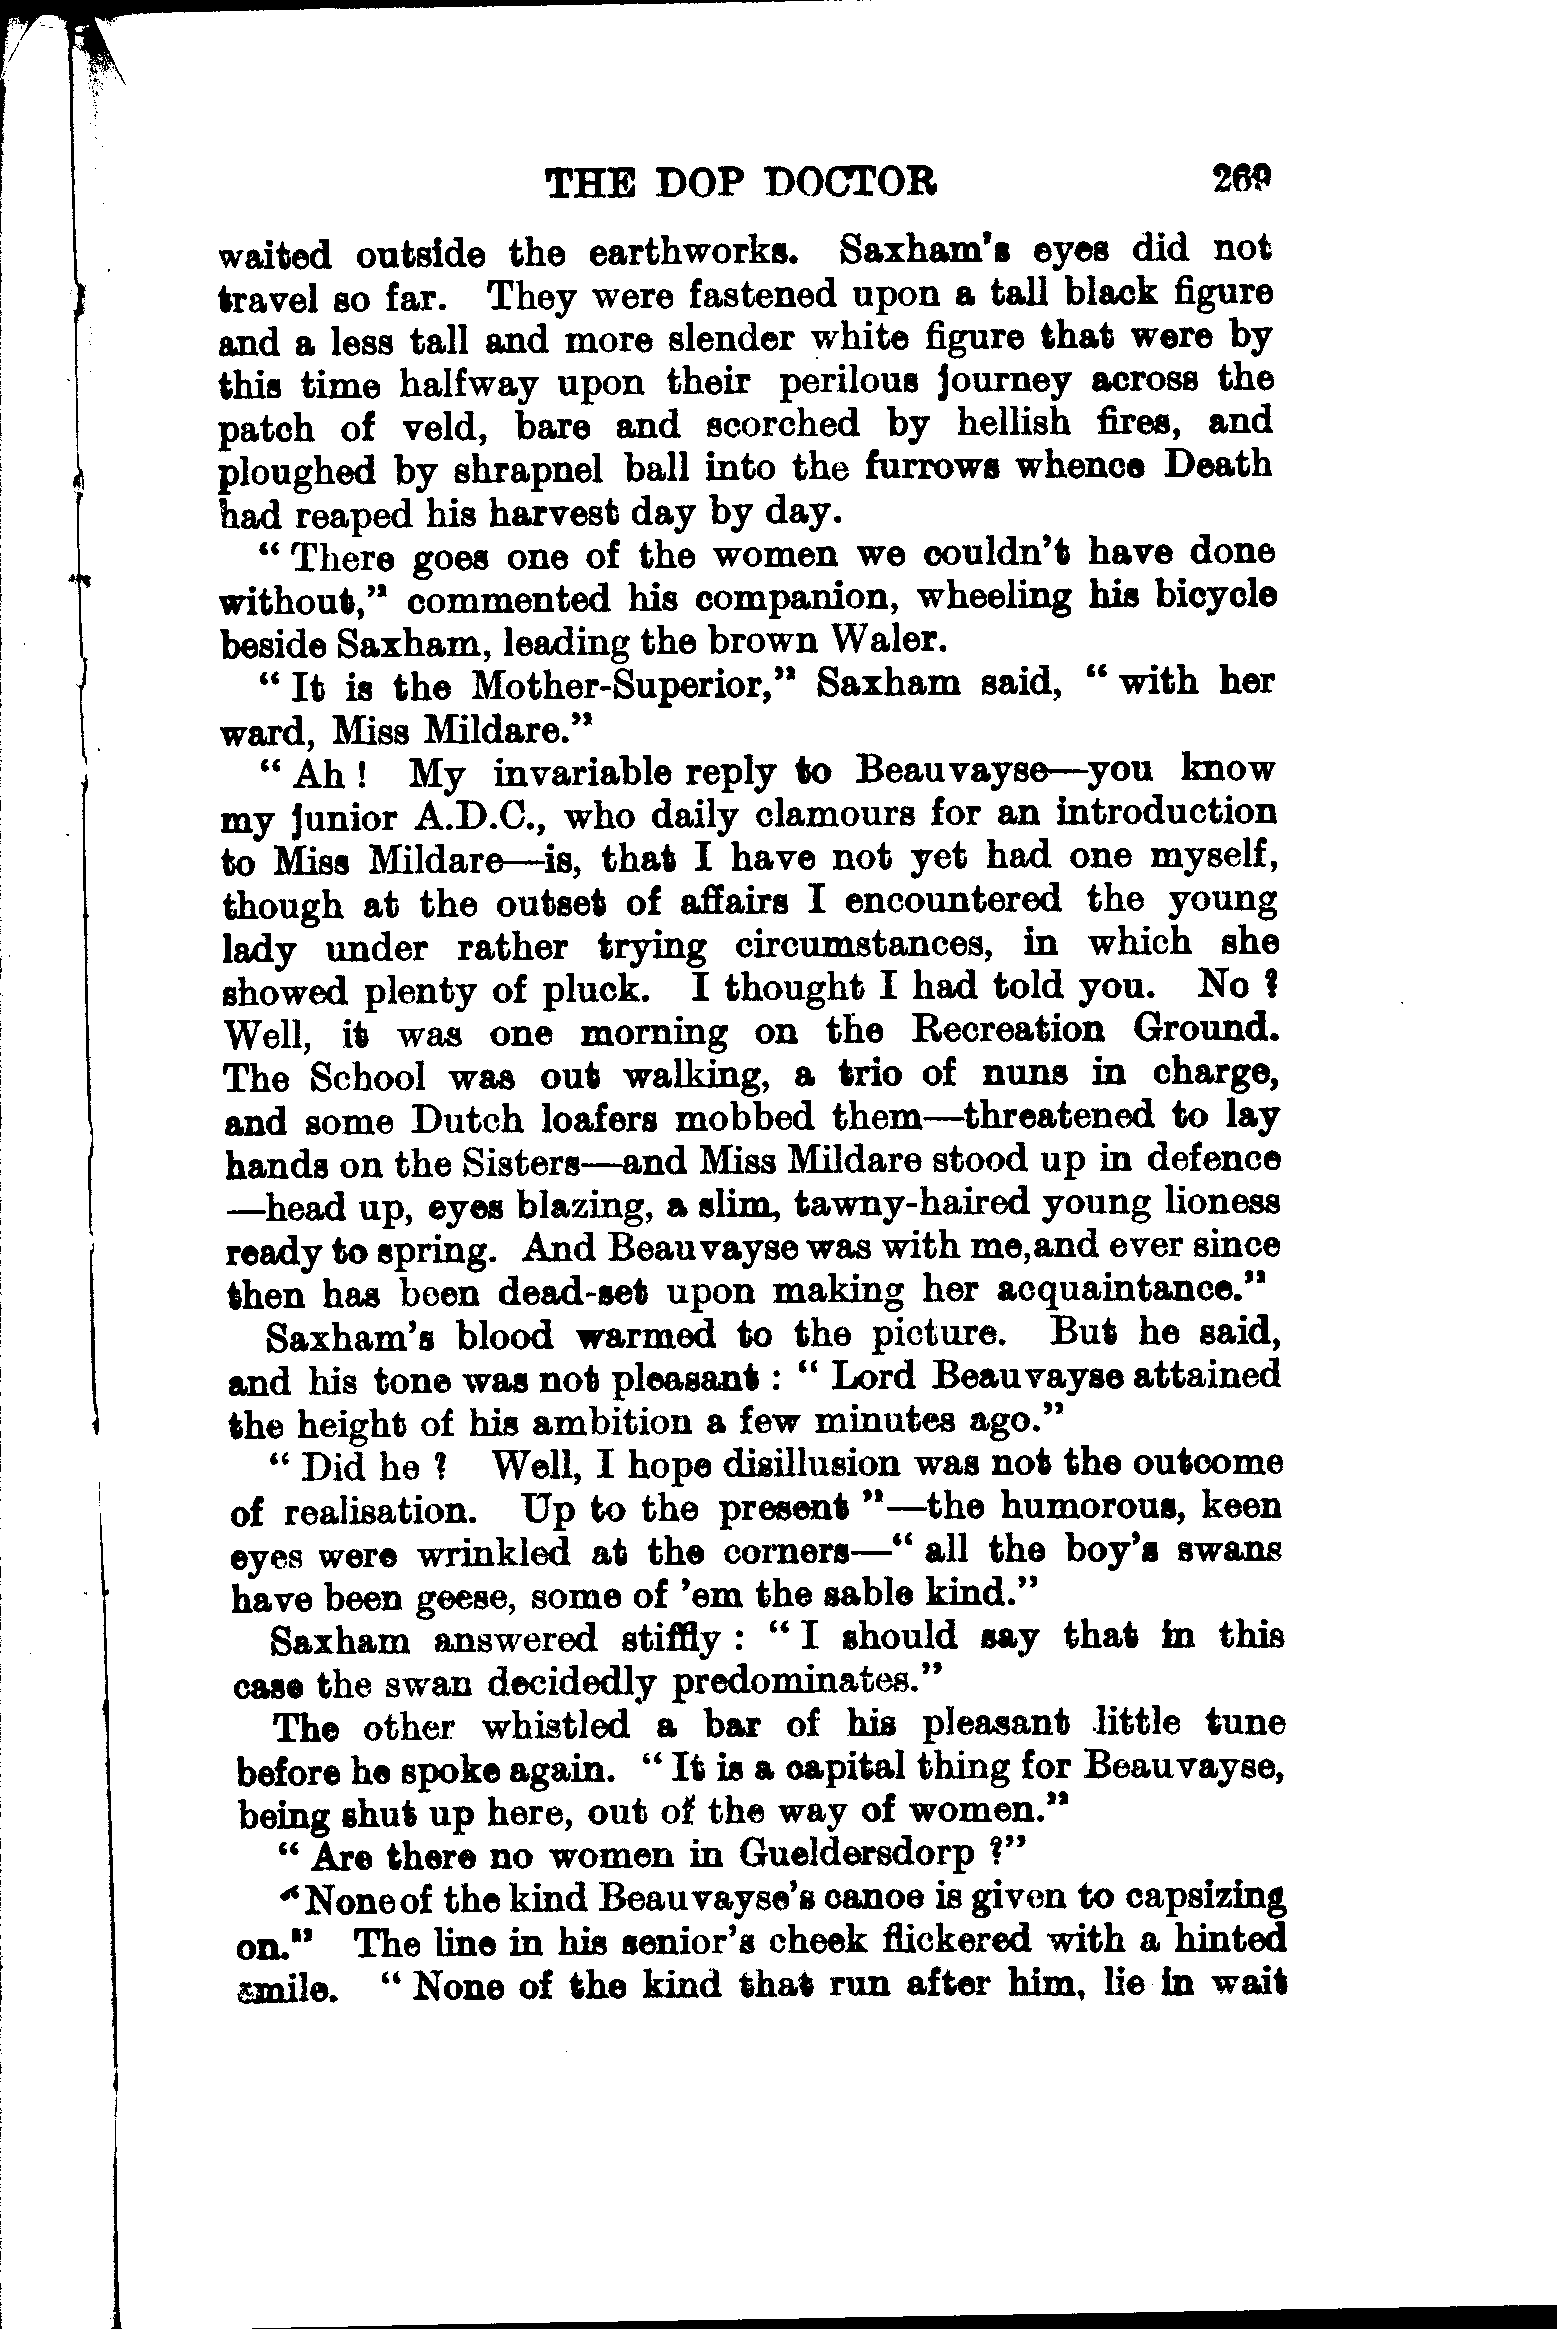 THE DOP DOCTOR 269
waited outside the earthworks. Saxham's eyes did not
travel so far. They were fastened upon a tall black figure
and a less tall and more slender white figure that were by
this time halfway upon their perilous journey across the
patch of veld, bare and scorched by hellish fires, and
ploughed by shrapnel ball into the furrows whence Death
had reaped his harvest day by day.
" There goes one of the women we couldn't have done
without," commented his companion, wheeling his bicycle
beside Saxham, leading the brown Waler.
" It is the Mother-Superior," Saxham said, " with her
ward, Miss Mildare."
" Ah ! My invariable reply to Beauvayse—you know
my junior A.D.C., who daily clamours for an introduction
to Miss Mildare—is, that I have not yet had one myself,
though at the outset of affairs I encountered the young
lady under rather trying circumstances, in which she
showed plenty of pluck. I thought I had told you. No ?
Well, it was one morning on the Recreation Ground.
The School was out walking, a trio of nuns in charge,
and some Dutch loafers mobbed them—threatened to lay
hands on the Sisters—and Miss Mildare stood up in defence
—head up, eyes blazing, a slim, tawny-haired young lioness
ready to spring. And Beauvayse was with me,and ever since
then has been dead-set upon making her acquaintance."
Saxham's blood warmed to the picture. But he said,
and his tone was not pleasant : " Lord Beauvayse attained
the height of his ambition a few minutes ago."
" Did he ? Well, I hope disillusion was not the outcome
of realisation. Up to the present "—the humorous, keen
eyes were wrinkled at the corners—" all the boy's swans
have been geese, some of 'em the sable kind."
Saxham answered stiffly : " I should say that in this
case the swan decidedly predominates."
The other whistled a bar of his pleasant little tune
before he spoke again. " It is a capital thing for Beauvayse,
being shut up here, out of the way of women."
" Are there no women in Gueldersdorp ?"
" None of the kind Beauvayse's canoe is given to capsizing
on." The line in his senior's cheek flickered with a hinted
smile. " None of the kind that run after him, lie in wait